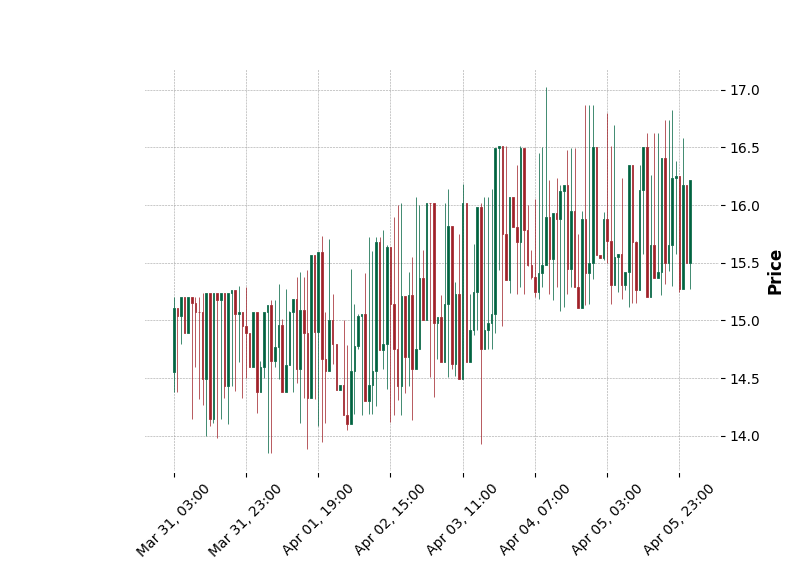 17.0
16.5
16.0
15.5
15.0
14.5
14.0
Price
Mar 31, 03:00
Mar 31, 23:00
Apr 01, 19:00
Apr 02, 15:00
Apr 03, 11:00
Apr 04, 07:00
Apr 05, 03:00
Apr 05, 23:00